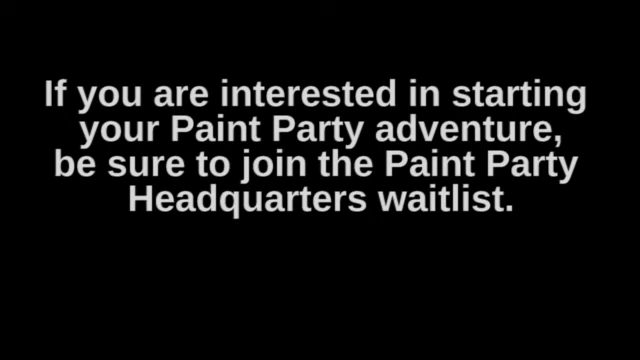 If you are interested in starting
your Paint Party adventure,
be sure to join the Paint Party
Headquarters waitlist.